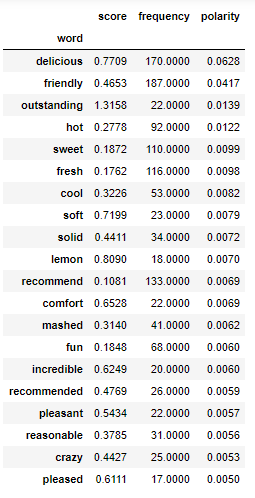 score frequency polarity
word
delicious 0.7709 170.0000 0.0628
friendly 0.4653 187.0000 0.0417
outstanding 1.3158 22.0000 0.0139
hot 0.2778 92.0000 0.0122
sweet 0.1872 110.0000 0.0099
fresh 0.1762 116.0000 0.0098
cool 0.3226 53.0000 0.0082
soft 0.7199 23.0000 0.0079
solid 0.4411 34.0000 0.0072
lemon 0.8090 18.0000 0.0070
recommend 0.1081 133.0000 0.0069
comfort 0.6528 22.0000 0.0069
mashed 0.3140 41.0000 0.0062
fun 0.1848 68.0000 0.0060
incredible 0.6249 20.0000 0.0060
recommended 0.4769 26.0000 0.0059
pleasant 0.5434 22.0000 0.0057
reasonable 0.3785 31.0000 0.0056
crazy 0.4427 25.0000 0.0053
pleased 0.6111 17.0000 0.0050